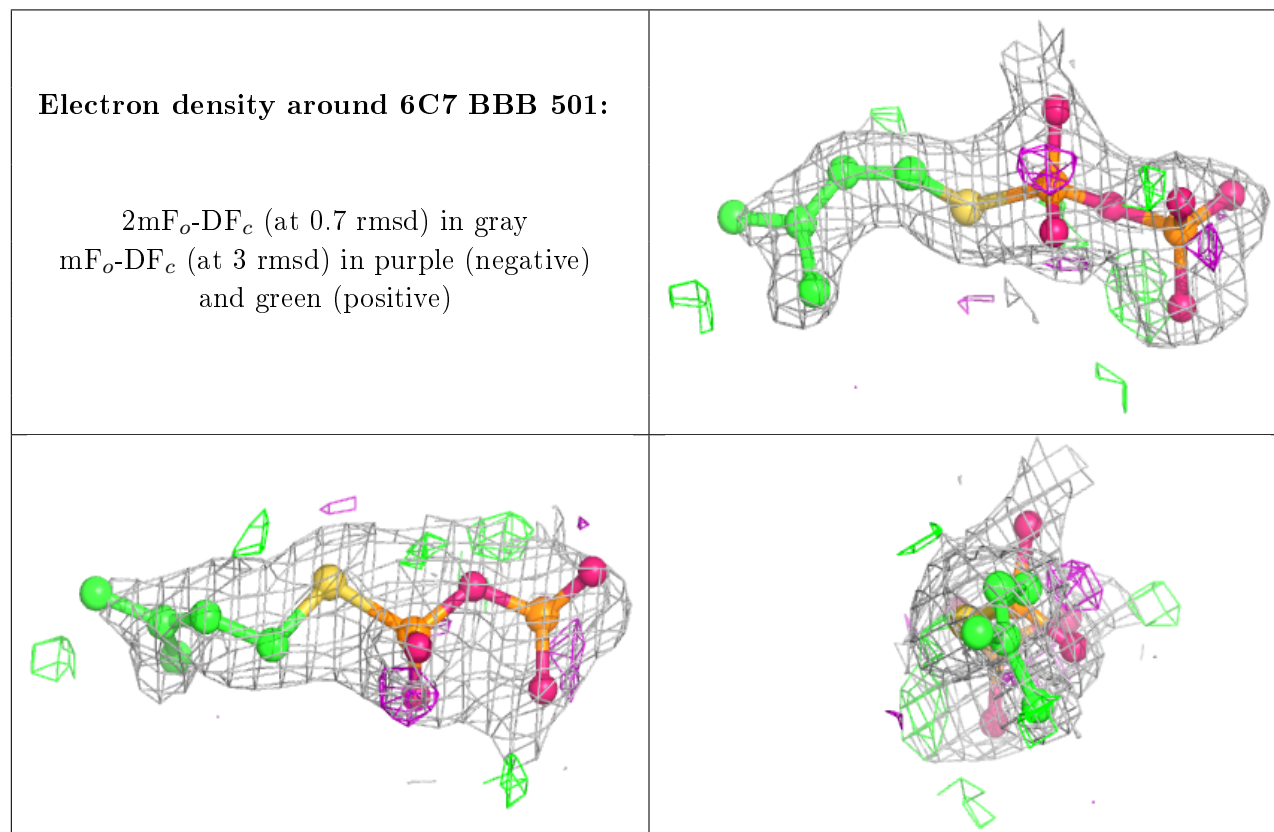 Electron density around 6C7 BBB 501:
2mFₒ-DF𝒸 (at 0.7 rmsd) in gray
mFₒ-DF𝒸 (at 3 rmsd) in purple (negative)
and green (positive)